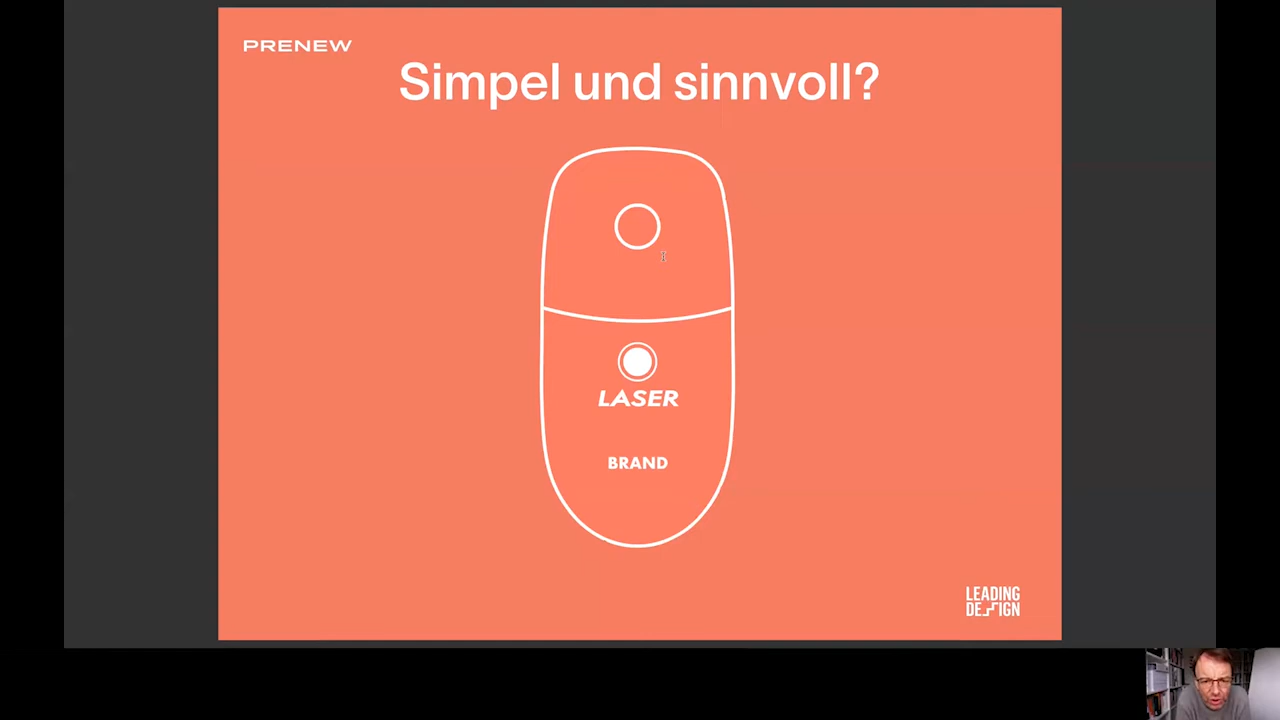 PRENEW
Simpel und sinnvoll?
LASER
BRAND
LEADING
DESIGN